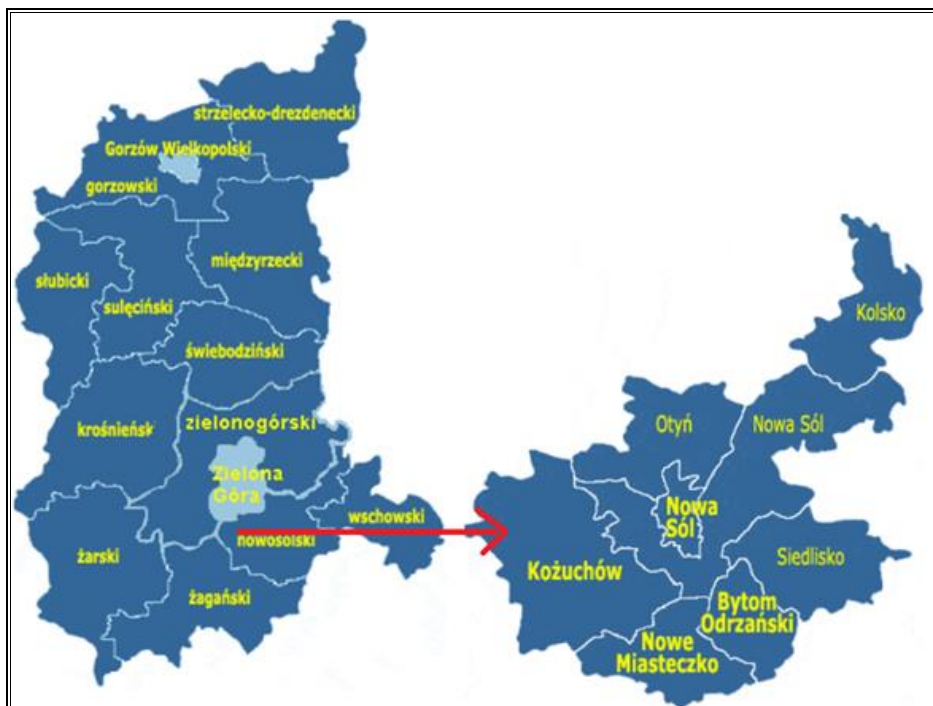 strzelecko-drezdenecki
Gorzów Wielkopolski
gorzowski
słubicki
sulęciński
międzyrzecki
świebodziński
krośnieńsk
zielonogórski
Zielona
Góra
wschowski
nowosolski
żarski
żagański
Kolsko
Otyń
Nowa Sól
Nowa
Sól
Kożuchów
Siedlisko
Bytom
Odrzański
Nowe
Miasteczko